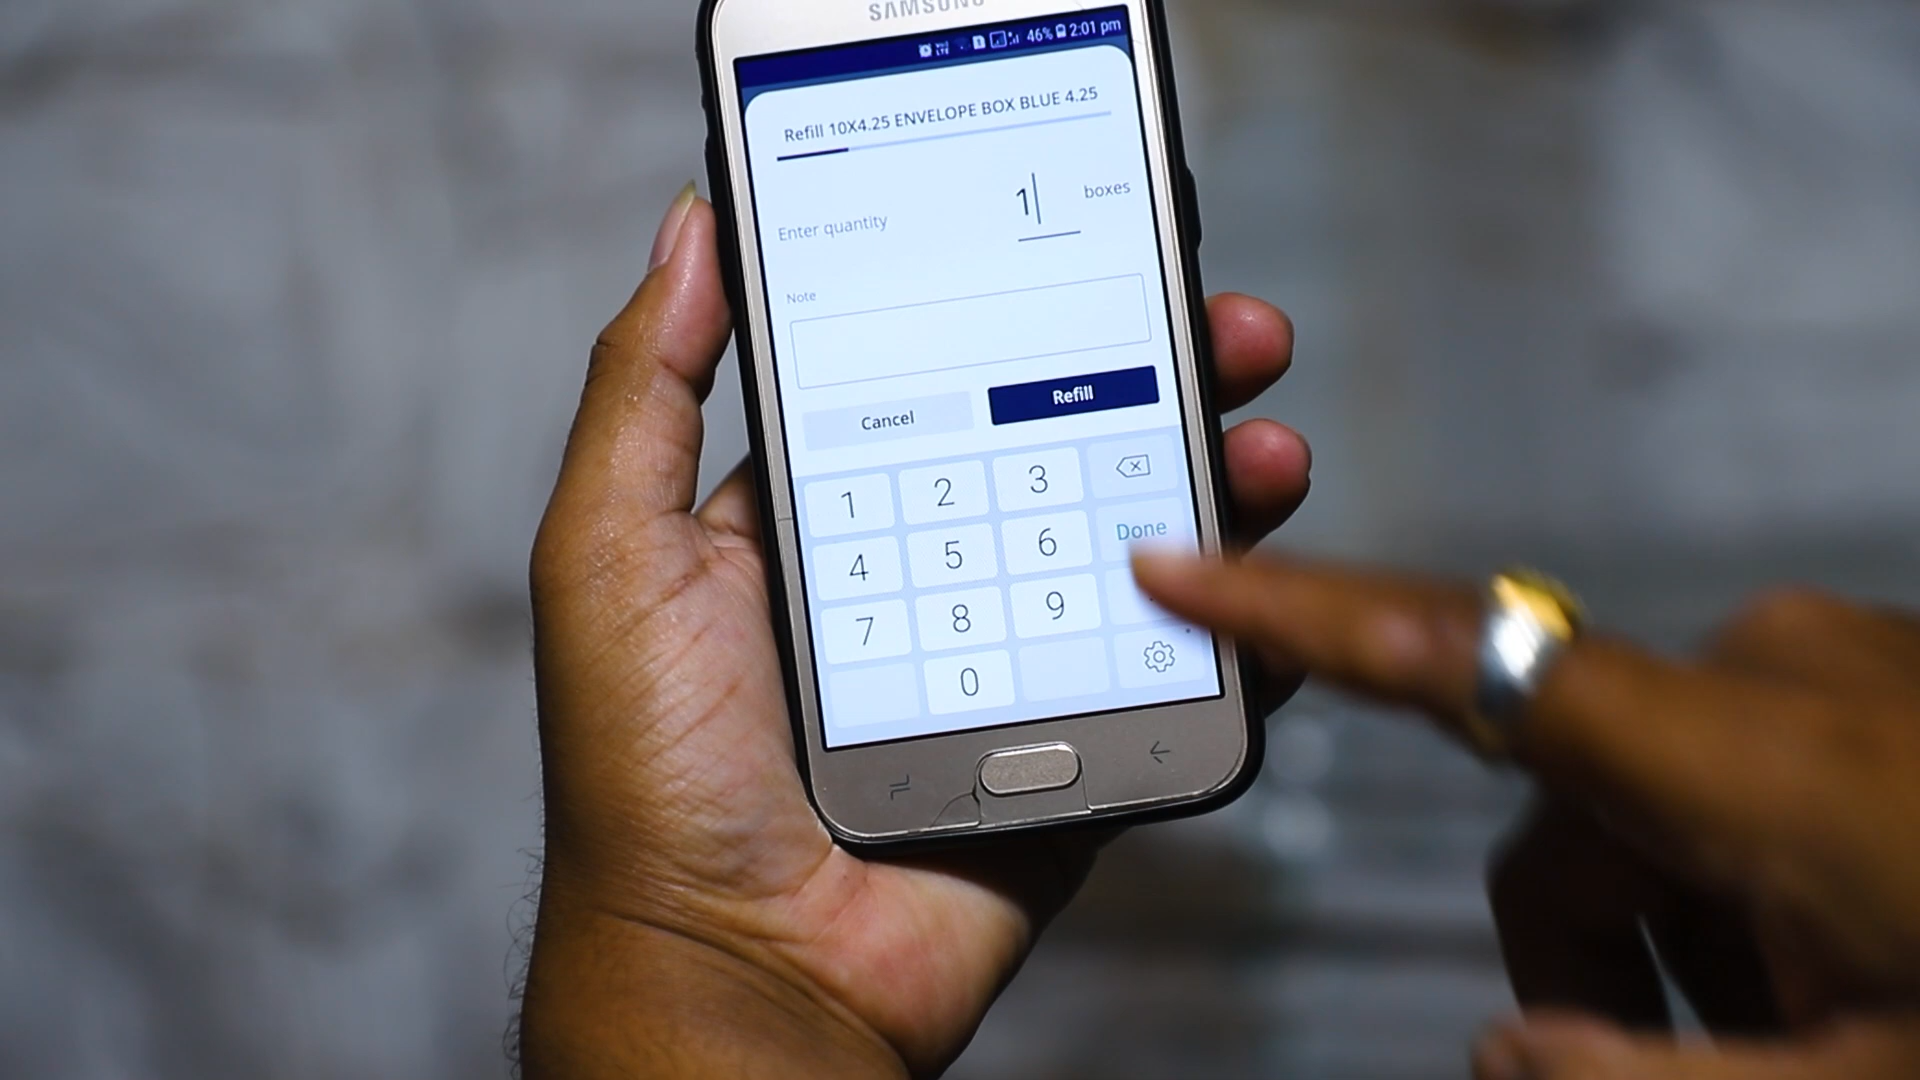 SAMSUNG
46% 2:01 pm
Refill 10X4.25 ENVELOPE BOX BLUE 4.25
Enter quantity 1 boxes
Note
Cancel Refill
1 2 3
4 5 6 Done
7 8 9
0